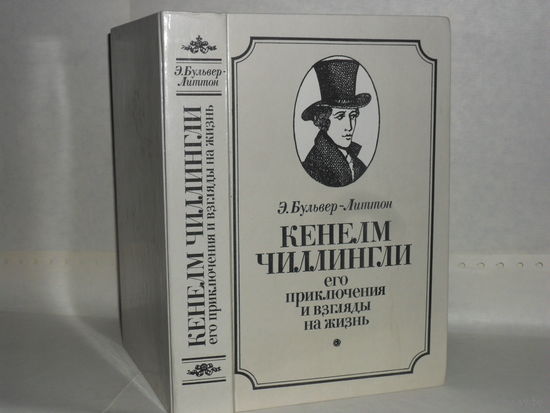 Э. Бульвер-
Литтон
КЕНЕЛМ ЧИЛЛИНГЛИ
его приключения и взгляды на жизнь
Э. Бульвер-Литтон
КЕНЕЛМ
ЧИЛЛИНГЛИ
его
приключения
и взгляды
на жизнь